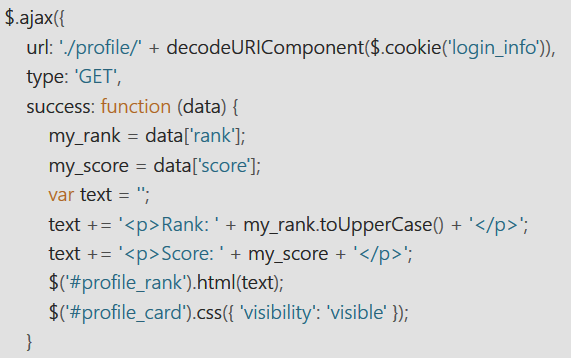 $.ajax({
url: './profile/' + decodeURIComponent($.cookie('login_info')),
type: 'GET',
success: function (data) {
my_rank = data['rank'];
my_score = data['score'];
var text = '';
text += '<p>Rank: ' + my_rank.toUpperCase() + '</p>';
text += '<p>Score: ' + my_score + '</p>';
$('#profile_rank').html(text);
$('#profile_card').css({ 'visibility': 'visible' });
}